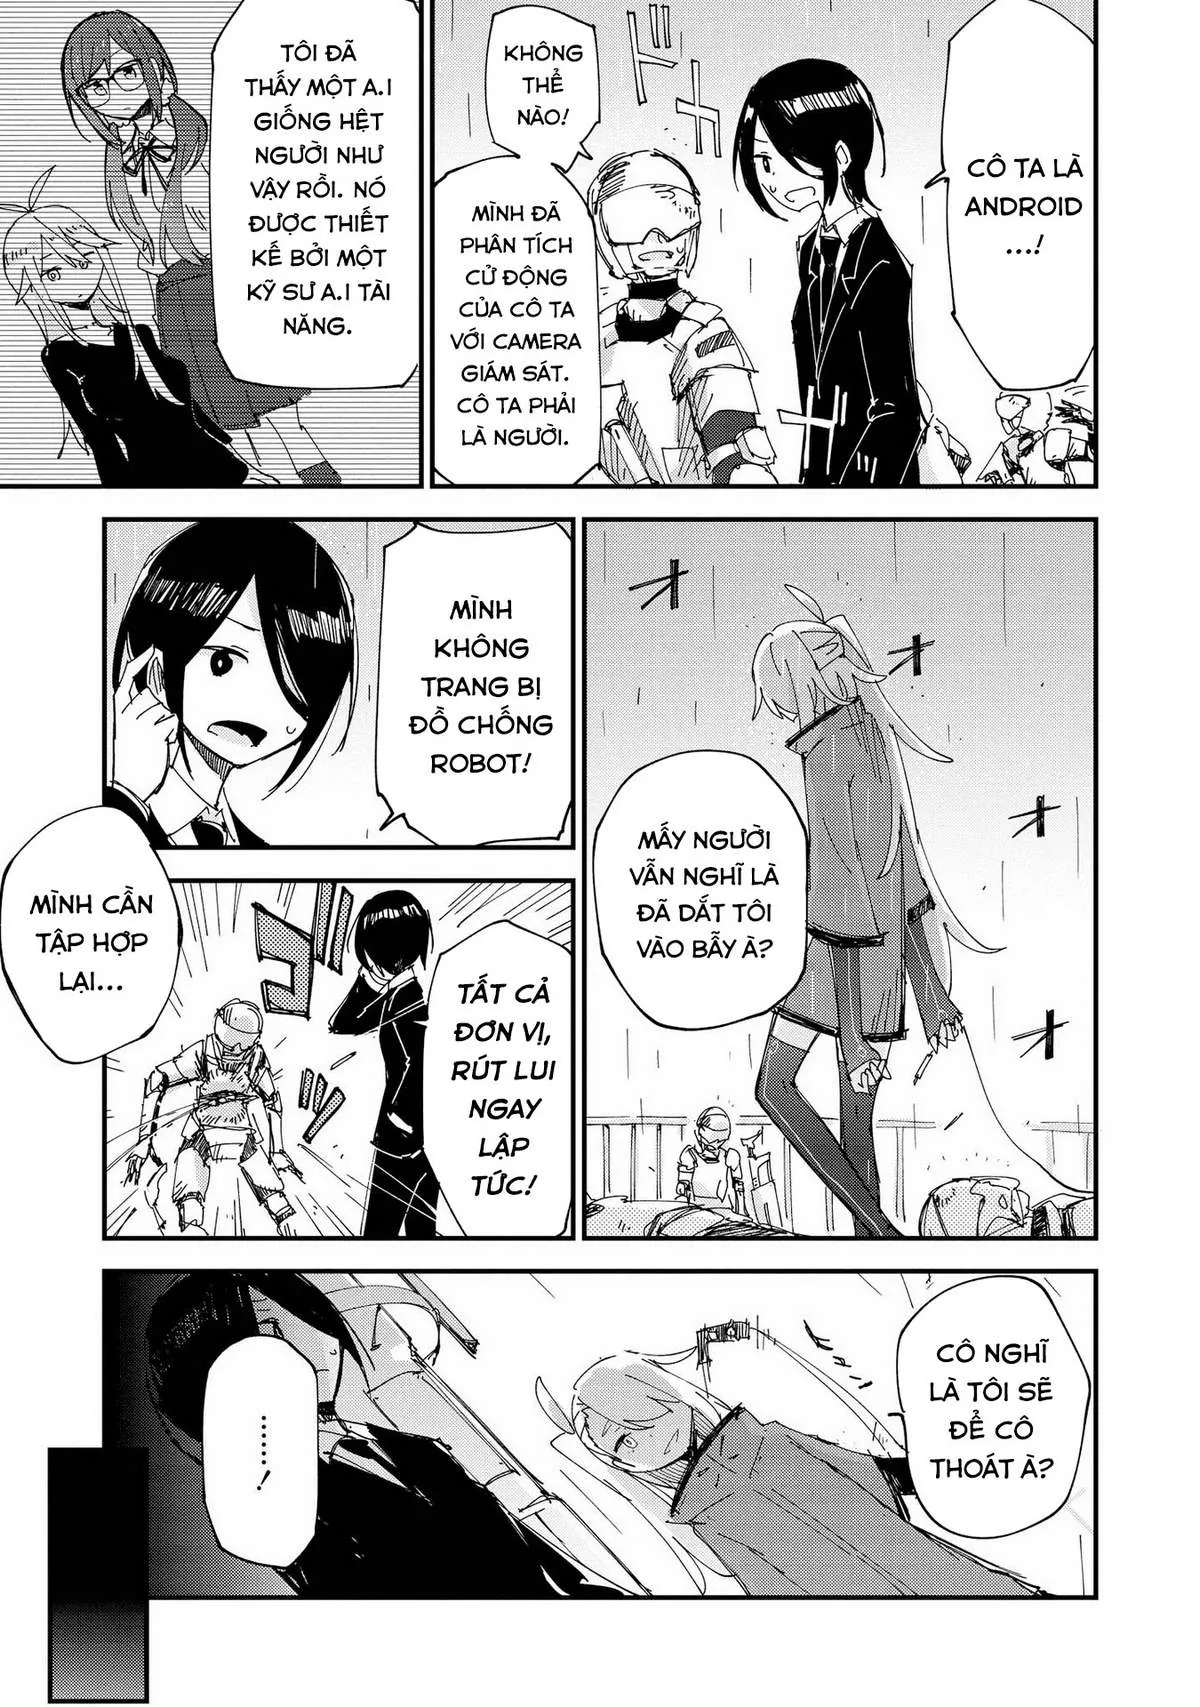 CÔ TA LÀ
ANDROID
...!
KHÔNG
THỂ
NÀO!
MÌNH ĐÃ
PHÂN TÍCH
CỬ ĐỘNG
CỦA CÔ TA
VỚI CAMERA
GIÁM SÁT.
CÔ TA PHẢI
LÀ NGƯỜI.
TÔI ĐÃ
THẤY MỘT A.I
GIỐNG HỆT
NGƯỜI NHƯ
VẬY RỒI. NÓ
ĐƯỢC THIẾT
KẾ BỞI MỘT
KỸ SƯ A.I TÀI
NĂNG.
MẤY NGƯỜI
VẪN NGHĨ LÀ
ĐÃ DẮT TÔI
VÀO BẪY À?
MÌNH
KHÔNG
TRANG BỊ
ĐỒ CHỐNG
ROBOT!
TẤT CẢ
ĐƠN VỊ,
RÚT LUI
NGAY
LẬP
TỨC!
MÌNH CẦN
TẬP HỢP
LẠI...
CÔ NGHĨ
LÀ TÔI SẼ
ĐỂ CÔ
THOÁT À?
........!